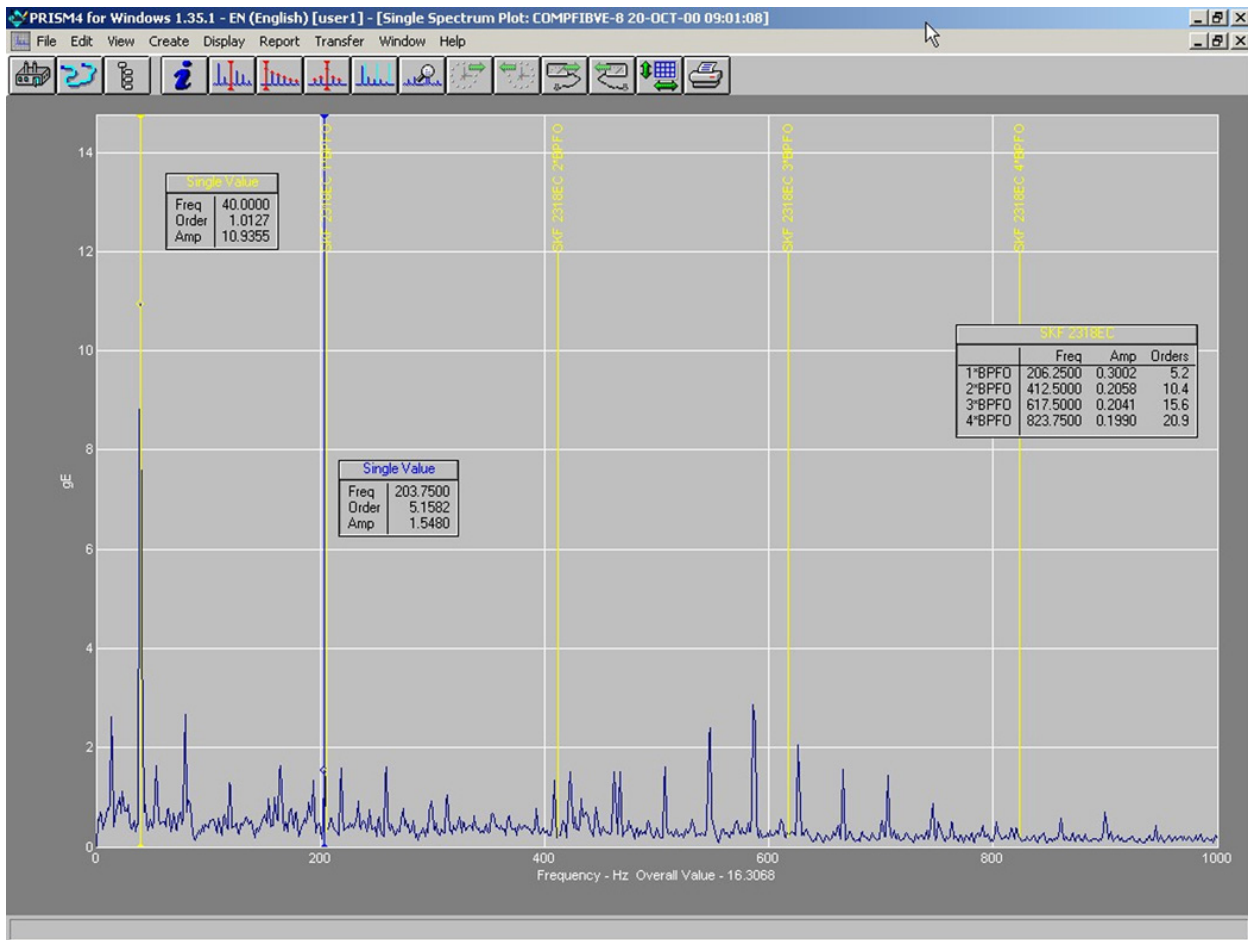 PRISM4 for Windows 1.35.1 - EN (English) [user1] - [Single Spectrum Plot: COMPFIBVE-8 20-OCT-00 09:01:08]
File Edit View Create Display Report Transfer Window Help
SKF 2318EC 1*BPFO
SKF 2318EC 2*BPFO
SKF 2318EC 3*BPFO
SKF 2318EC 4*BPFO
Single Value
Freq 40.0000
Order 1.0127
Amp 10.9355
SKF 2318EC
Freq Amp Orders
1*BPFO 206.2500 0.3002 5.2
2*BPFO 412.5000 0.2058 10.4
3*BPFO 617.5000 0.2041 15.6
4*BPFO 823.7500 0.1990 20.9
Single Value
Freq 203.7500
Order 5.1582
Amp 1.5480
gE
14
12
10
8
6
4
2
0
0 200 400 600 800 1000
Frequency - Hz Overall Value - 16.3068